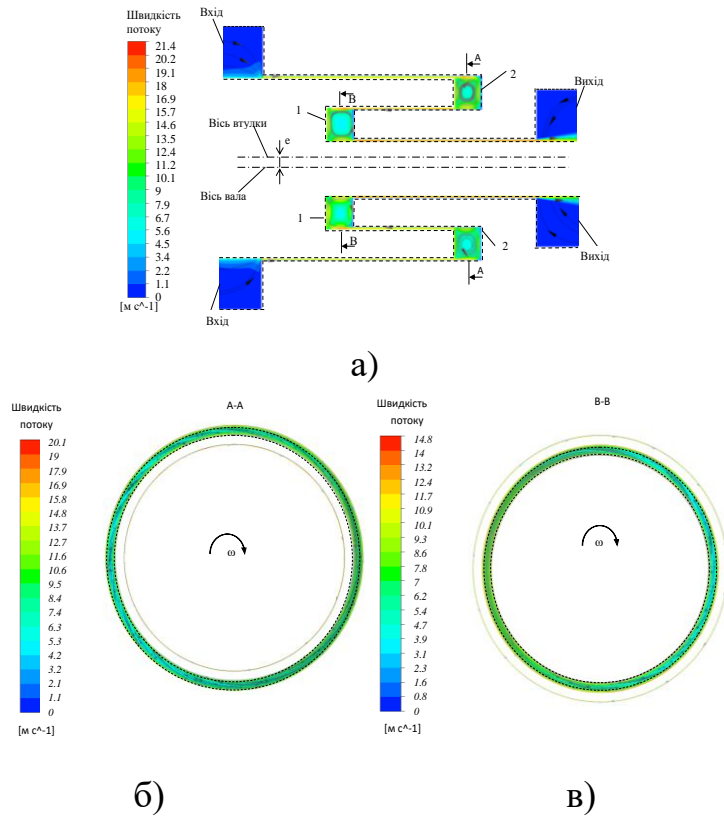 Швидкість
потоку
21.4
20.2
19.1
18
16.9
15.7
14.6
13.5
12.4
11.2
10.1
9
7.9
6.7
5.6
4.5
3.4
2.2
1.1
0
[м с^-1]
Вхід
А
2
В
1
Вихід
Вісь втулки
е
Вісь вала
1
В
2
А
Вихід
Вхід
а)
Швидкість
потоку
20.1
19
17.9
16.9
15.8
14.8
13.7
12.7
11.6
10.6
9.5
8.4
7.4
6.3
5.3
4.2
3.2
2.1
1.1
0
[м с^-1]
А-А
ω
Швидкість
потоку
14.8
14
13.2
12.4
11.7
10.9
10.1
9.3
8.6
7.8
7
6.2
5.4
4.7
3.9
3.1
2.3
1.6
0.8
0
[м с^-1]
В-В
ω
б)
в)